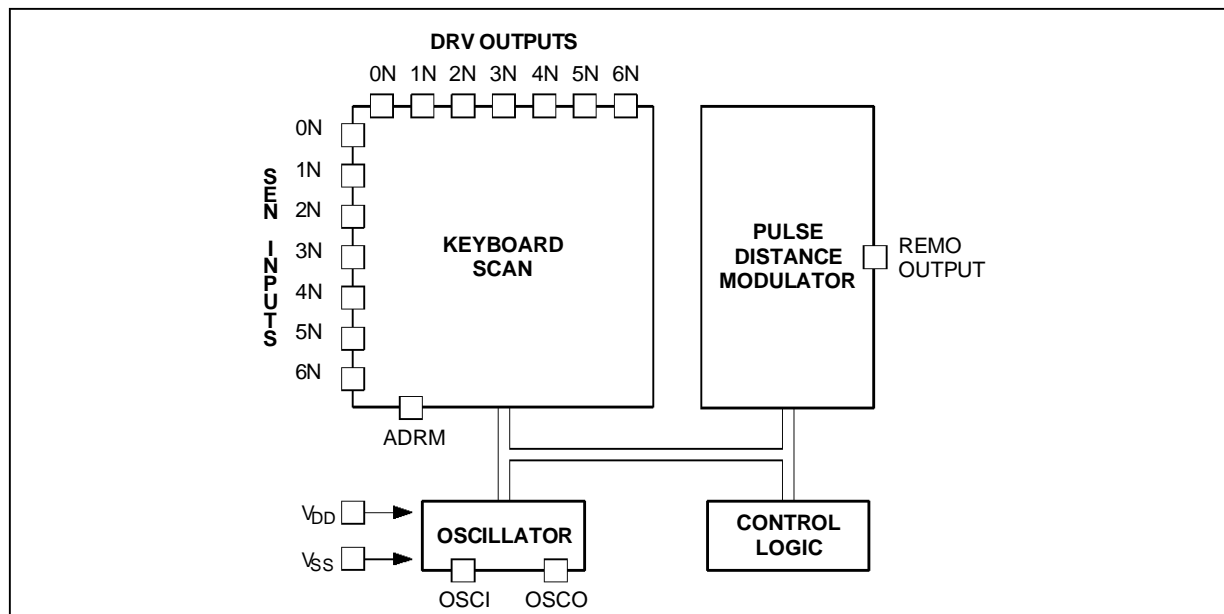 DRV OUTPUTS
0N 1N 2N 3N 4N 5N 6N
SEN INPUTS
0N
1N
2N
3N
4N
5N
6N
KEYBOARD
SCAN
ADRM
PULSE
DISTANCE
MODULATOR
REMO
OUTPUT
VDD
VSS
OSCILLATOR
OSCI OSCO
CONTROL
LOGIC